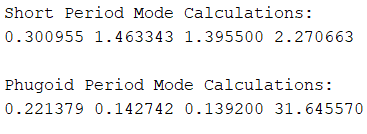 Short Period Mode Calculations:
0.300955 1.463343 1.395500 2.270663
Phugoid Period Mode Calculations:
0.221379 0.142742 0.139200 31.645570